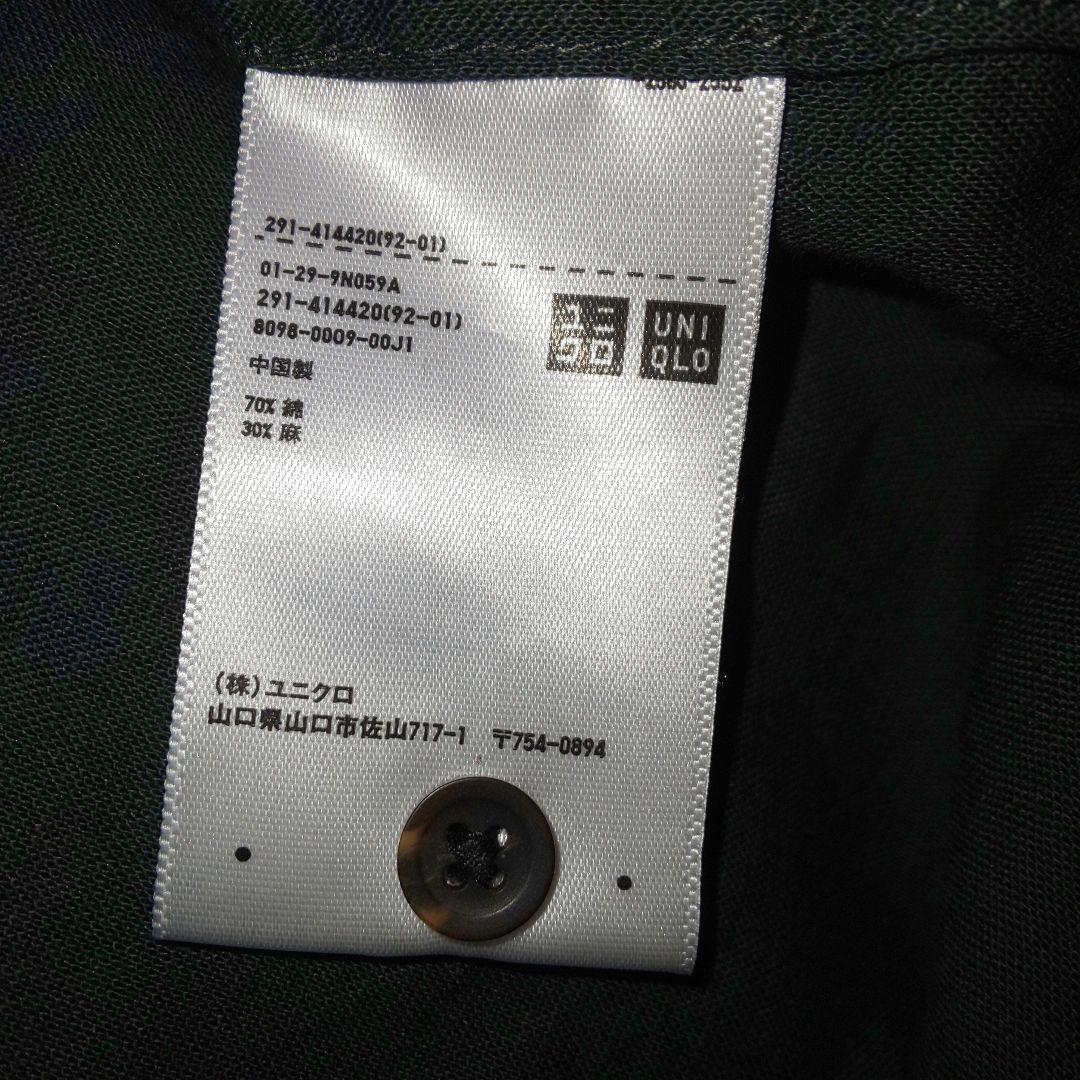 291-414420(92-01)
01-29-9N059A
291-414420(92-01)
8098-0009-00J1
中国製
70% 綿
30% 麻
ユニ
クロ
UNI
QLO
(株)ユニクロ
山口県山口市佐山717-1 〒754-0894